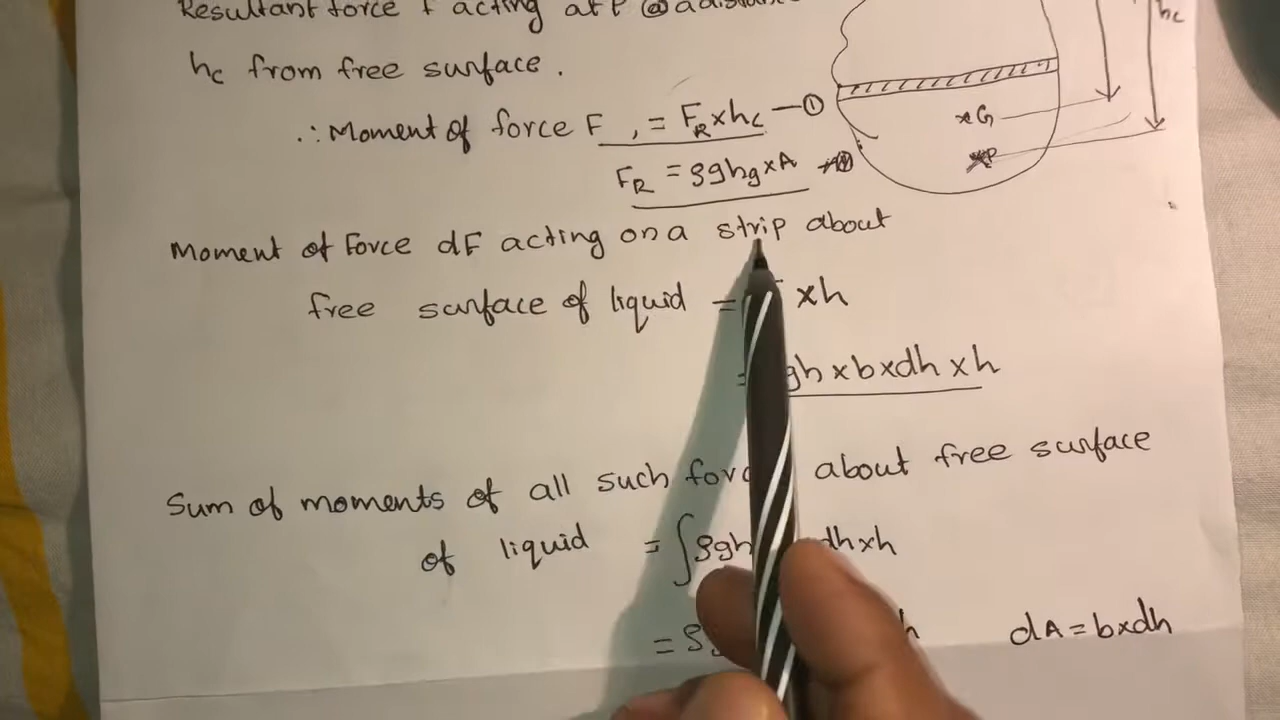 Resultant force F acting at P @ a
hc from free surface.
∴ Moment of force F, = FR x hc —①
FR = ρghg x A
Moment of Force dF acting on a strip about
free surface of liquid = xh
= gh x b x dh x h
Sum of moments of all such about free surface
of liquid = ∫ρgh dh x h
= ρ h dA = b x dh
hc
G
P